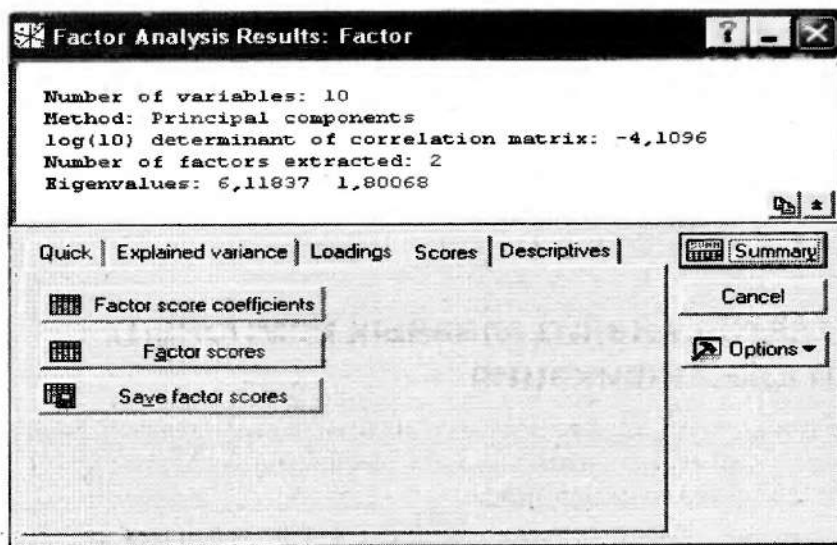 Factor Analysis Results: Factor
Number of variables: 10
Method: Principal components
log(10) determinant of correlation matrix: -4,1096
Number of factors extracted: 2
Eigenvalues: 6,11837 1,80068
Quick Explained variance Loadings Scores Descriptives
Summary
Factor score coefficients
Cancel
Factor scores
Options
Save factor scores